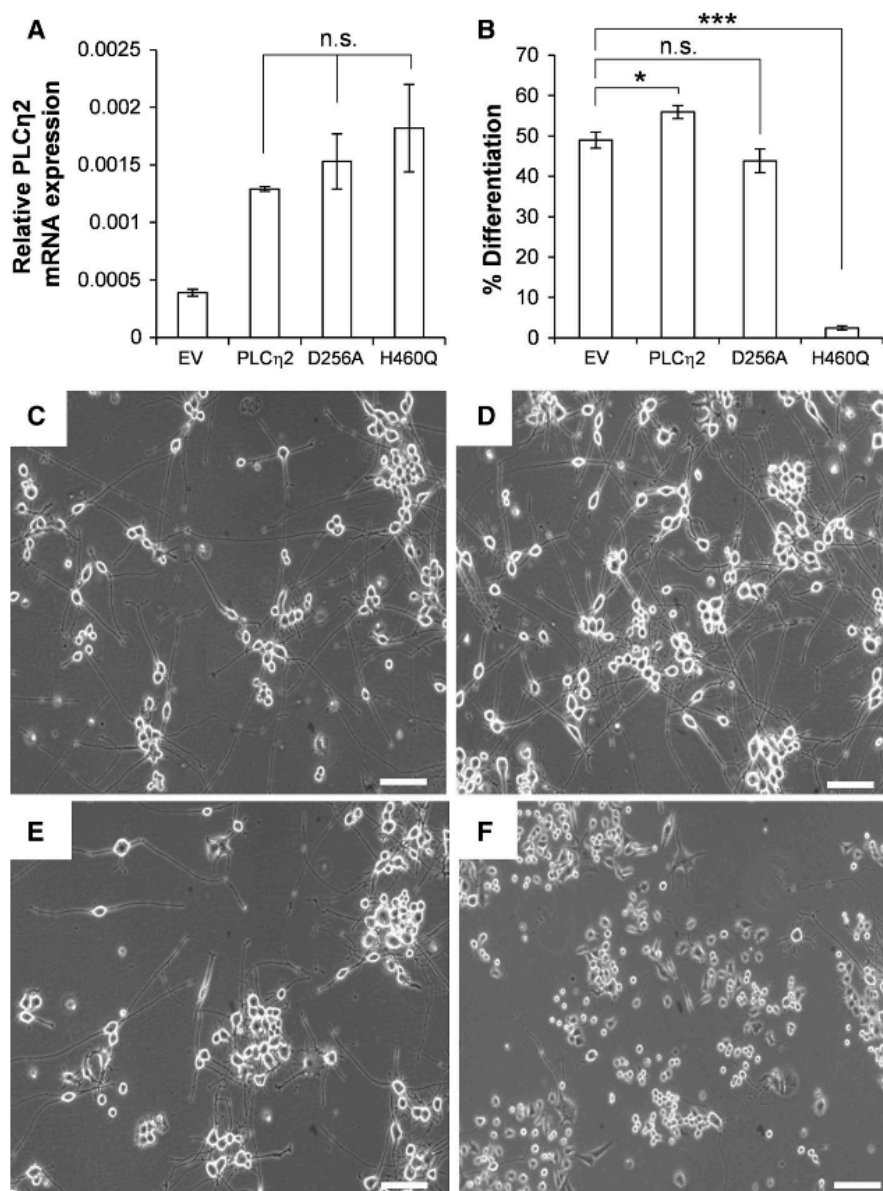 A
Relative PLCη2
mRNA expression
0.0025
0.002
0.0015
0.001
0.0005
0
n.s.
EV PLCη2 D256A H460Q
B
% Differentiation
70
60
50
40
30
20
10
0
***
n.s.
*
EV PLCη2 D256A H460Q
C
D
E
F